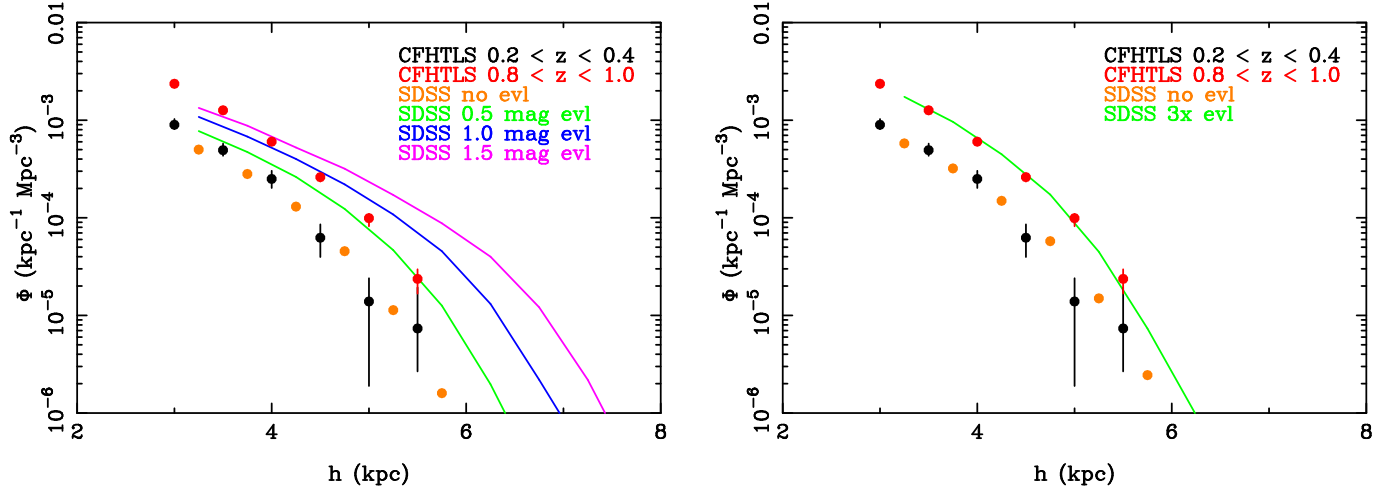 0.01
10−3
10−4
10−5
10−6
Φ (kpc−1 Mpc−3)
CFHTLS 0.2 < z < 0.4
CFHTLS 0.8 < z < 1.0
SDSS no evl
SDSS 0.5 mag evl
SDSS 1.0 mag evl
SDSS 1.5 mag evl
2 4 6 8
h (kpc)
0.01
10−3
10−4
10−5
10−6
Φ (kpc−1 Mpc−3)
CFHTLS 0.2 < z < 0.4
CFHTLS 0.8 < z < 1.0
SDSS no evl
SDSS 3x evl
2 4 6 8
h (kpc)